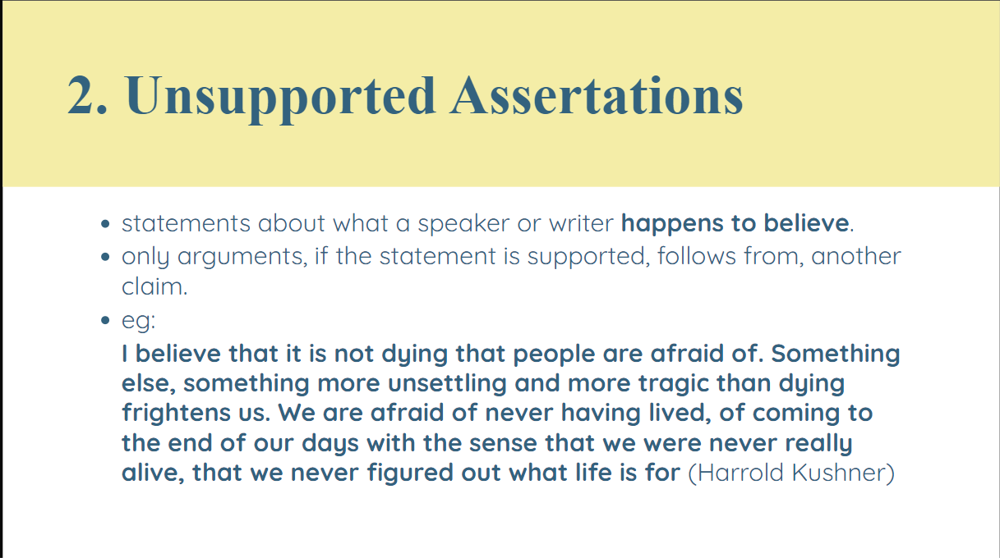 2. Unsupported Assertations
• statements about what a speaker or writer happens to believe.
• only arguments, if the statement is supported, follows from, another
claim.
• eg:
I believe that it is not dying that people are afraid of. Something
else, something more unsettling and more tragic than dying
frightens us. We are afraid of never having lived, of coming to
the end of our days with the sense that we were never really
alive, that we never figured out what life is for (Harrold Kushner)